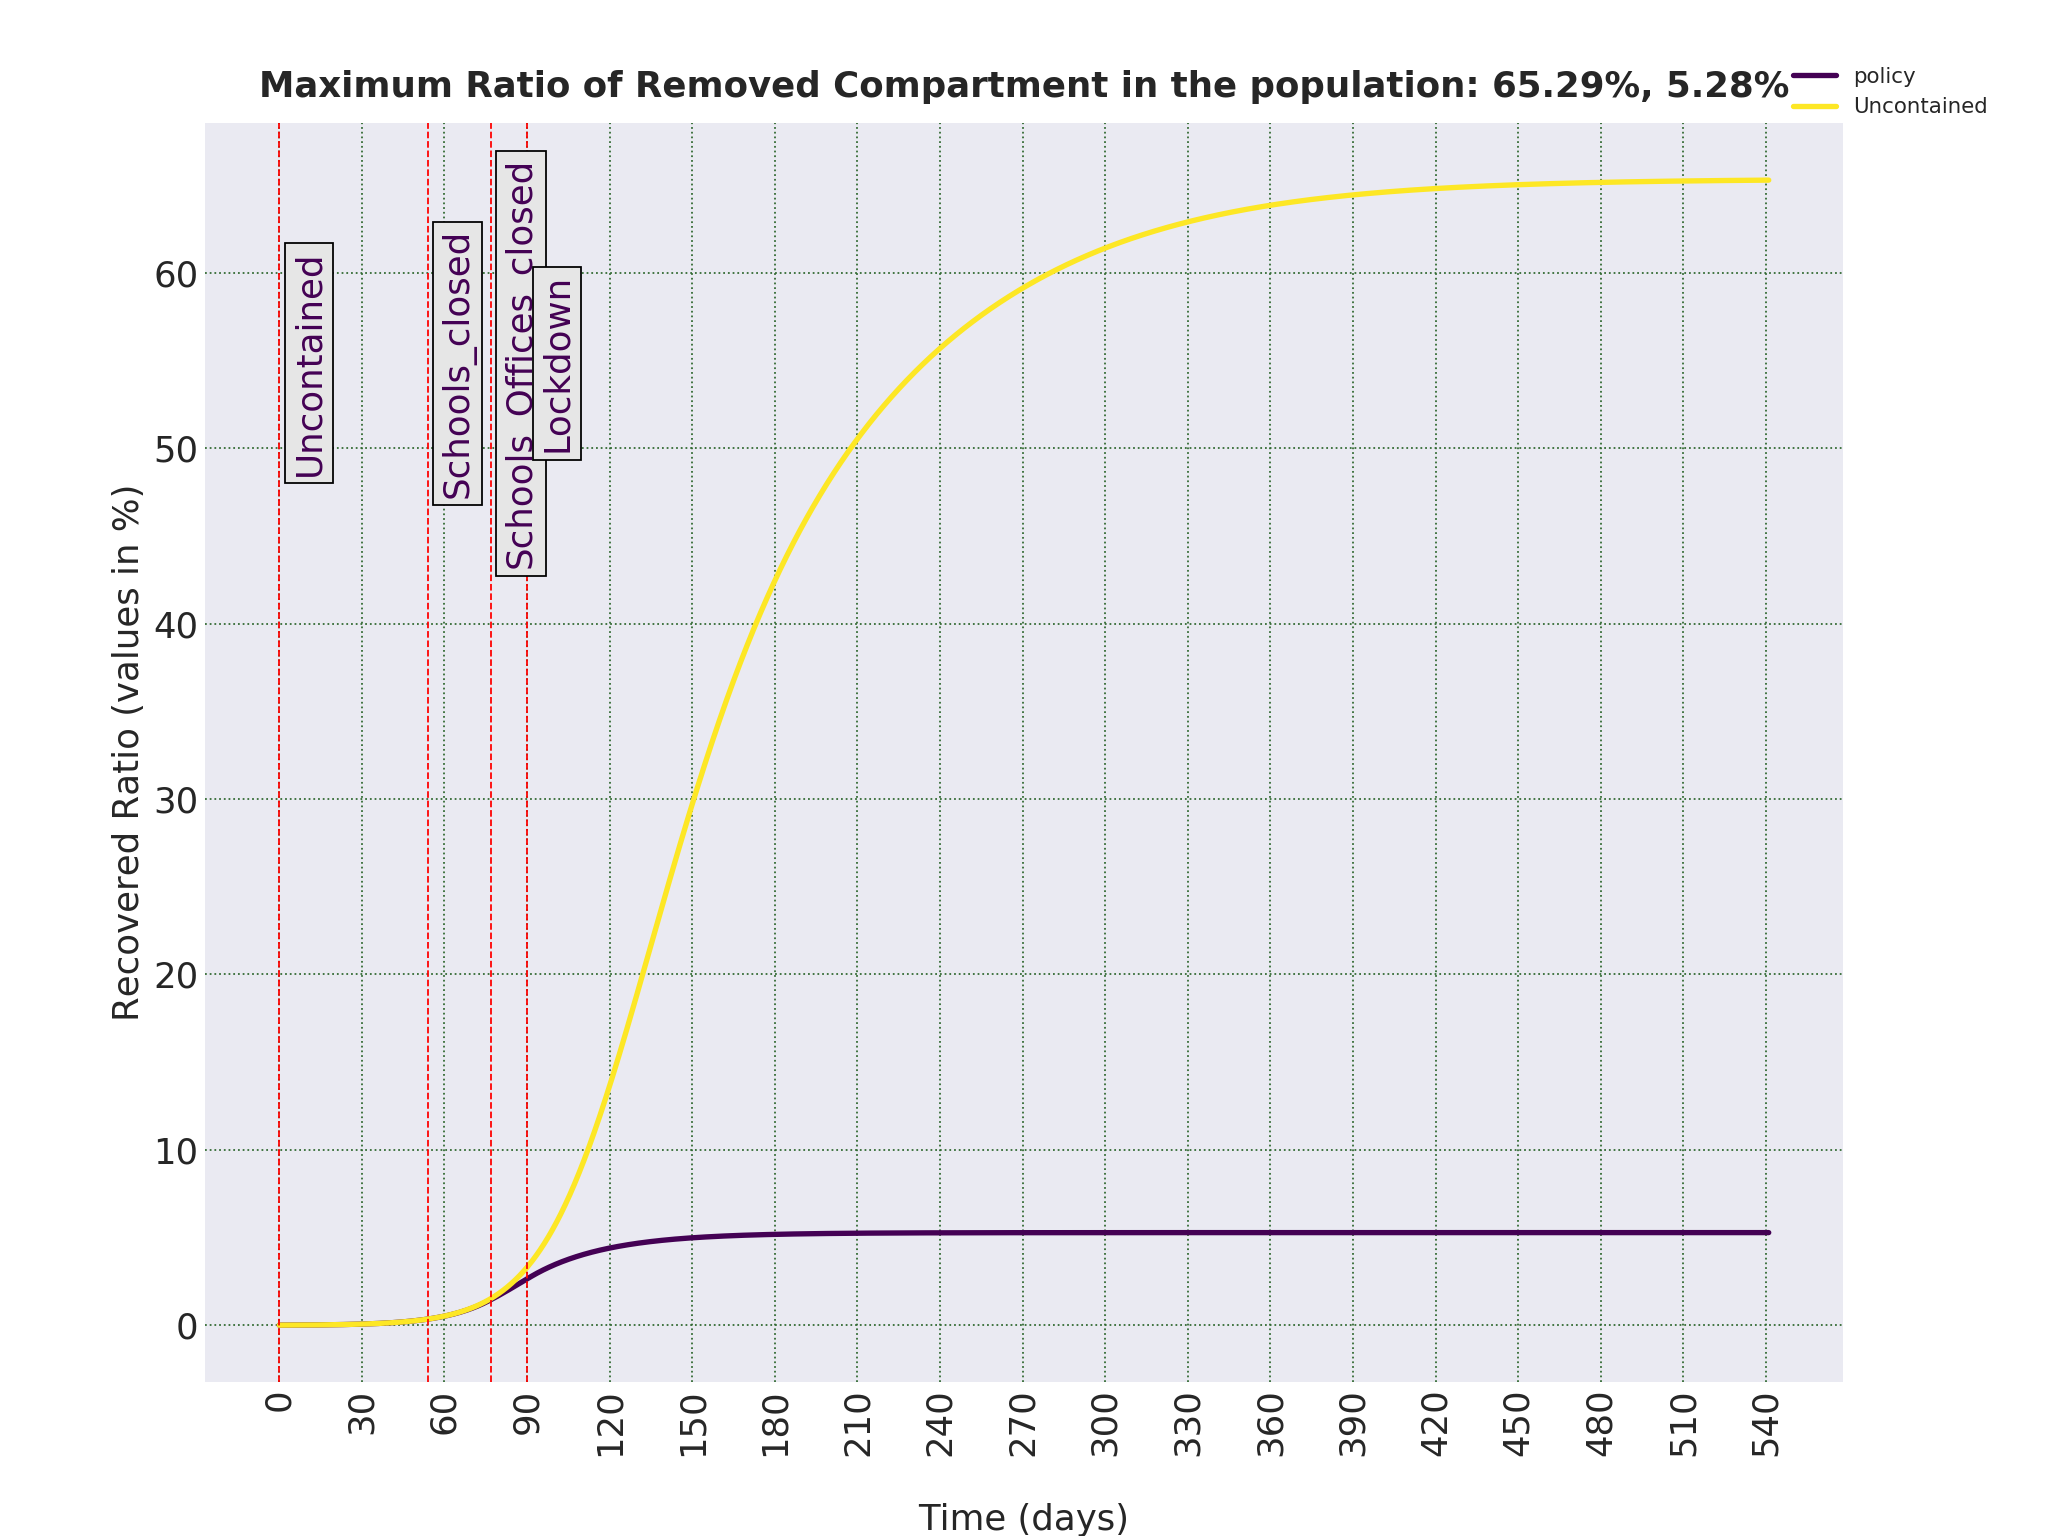 Maximum Ratio of Removed Compartment in the population: 65.29%, 5.28%
policy
Uncontained
Uncontained
Schools_closed
Schools_Offices_closed
Lockdown
Recovered Ratio (values in %)
60
50
40
30
20
10
0
0 30 60 90 120 150 180 210 240 270 300 330 360 390 420 450 480 510 540
Time (days)